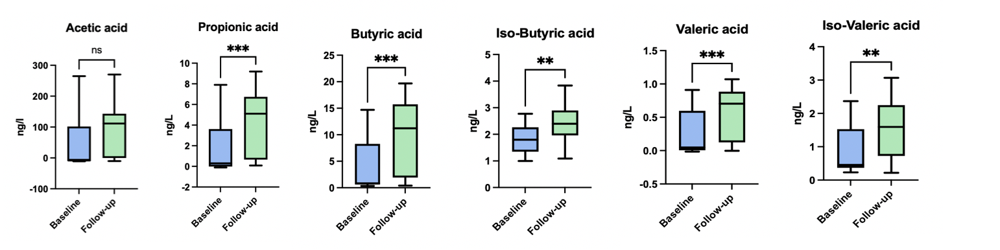 Acetic acid
ns
300
200
100
0
-100
ng/l
Baseline
Follow-up
Propionic acid
***
10
8
6
4
2
0
-2
ng/L
Baseline
Follow-up
Butyric acid
***
25
20
15
10
5
0
ng/L
Baseline
Follow-up
Iso-Butyric acid
**
5
4
3
2
1
0
ng/L
Baseline
Follow-up
Valeric acid
***
1.5
1.0
0.5
0.0
-0.5
ng/L
Baseline
Follow-up
Iso-Valeric acid
**
4
3
2
1
0
ng/L
Baseline
Follow-up